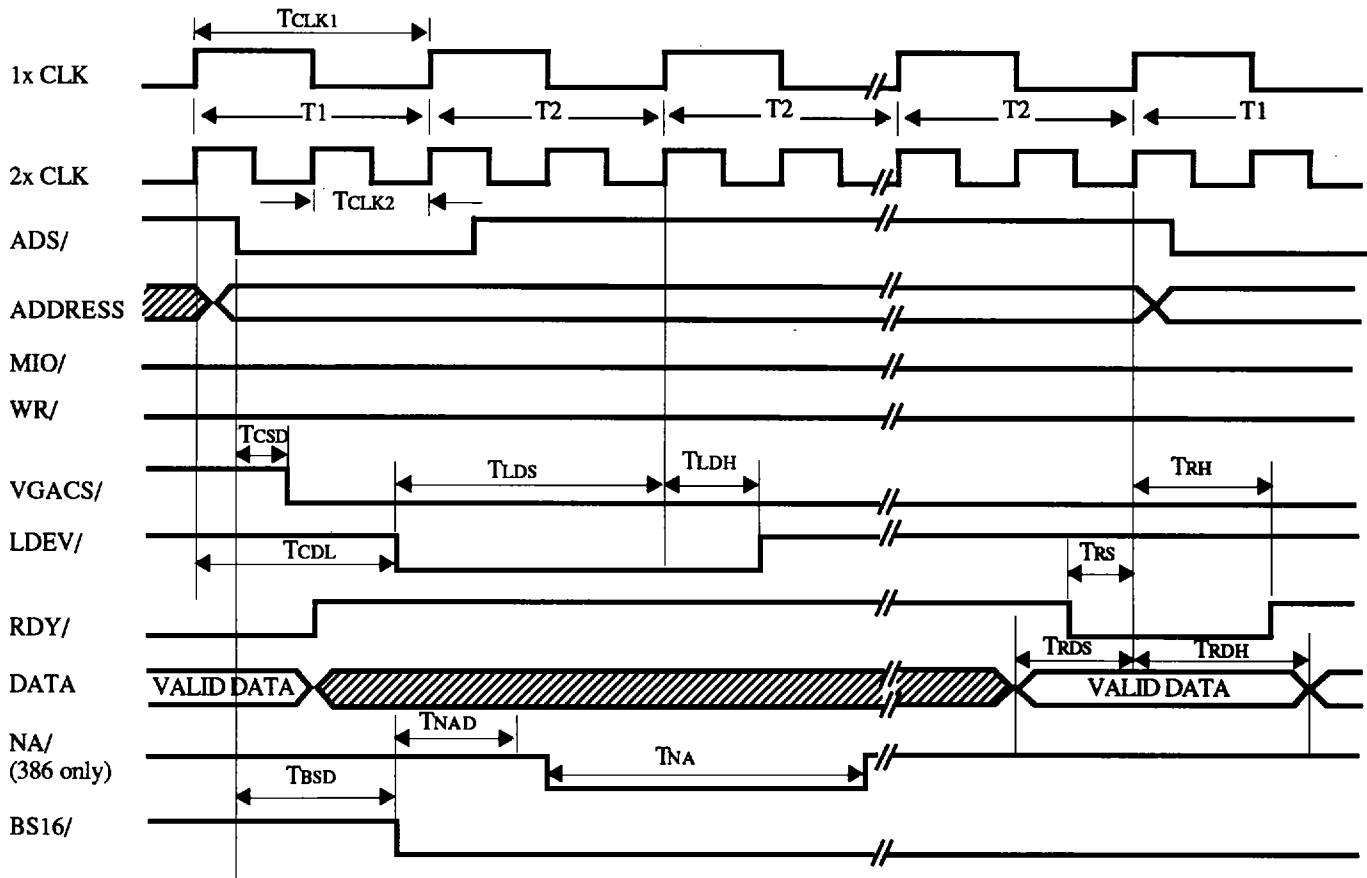 TCLK1
1x CLK
T1 T2 T2 T2 T1
2x CLK
TCLK2
ADS/
ADDRESS
MIO/
WR/
TCSD
TLDS TLDH TRH
VGACS/
LDEV/
TCDL TRS
RDY/
TRDS TRDH
DATA VALID DATA VALID DATA
TNAD
NA/
(386 only)
TNA
TBSD
BS16/